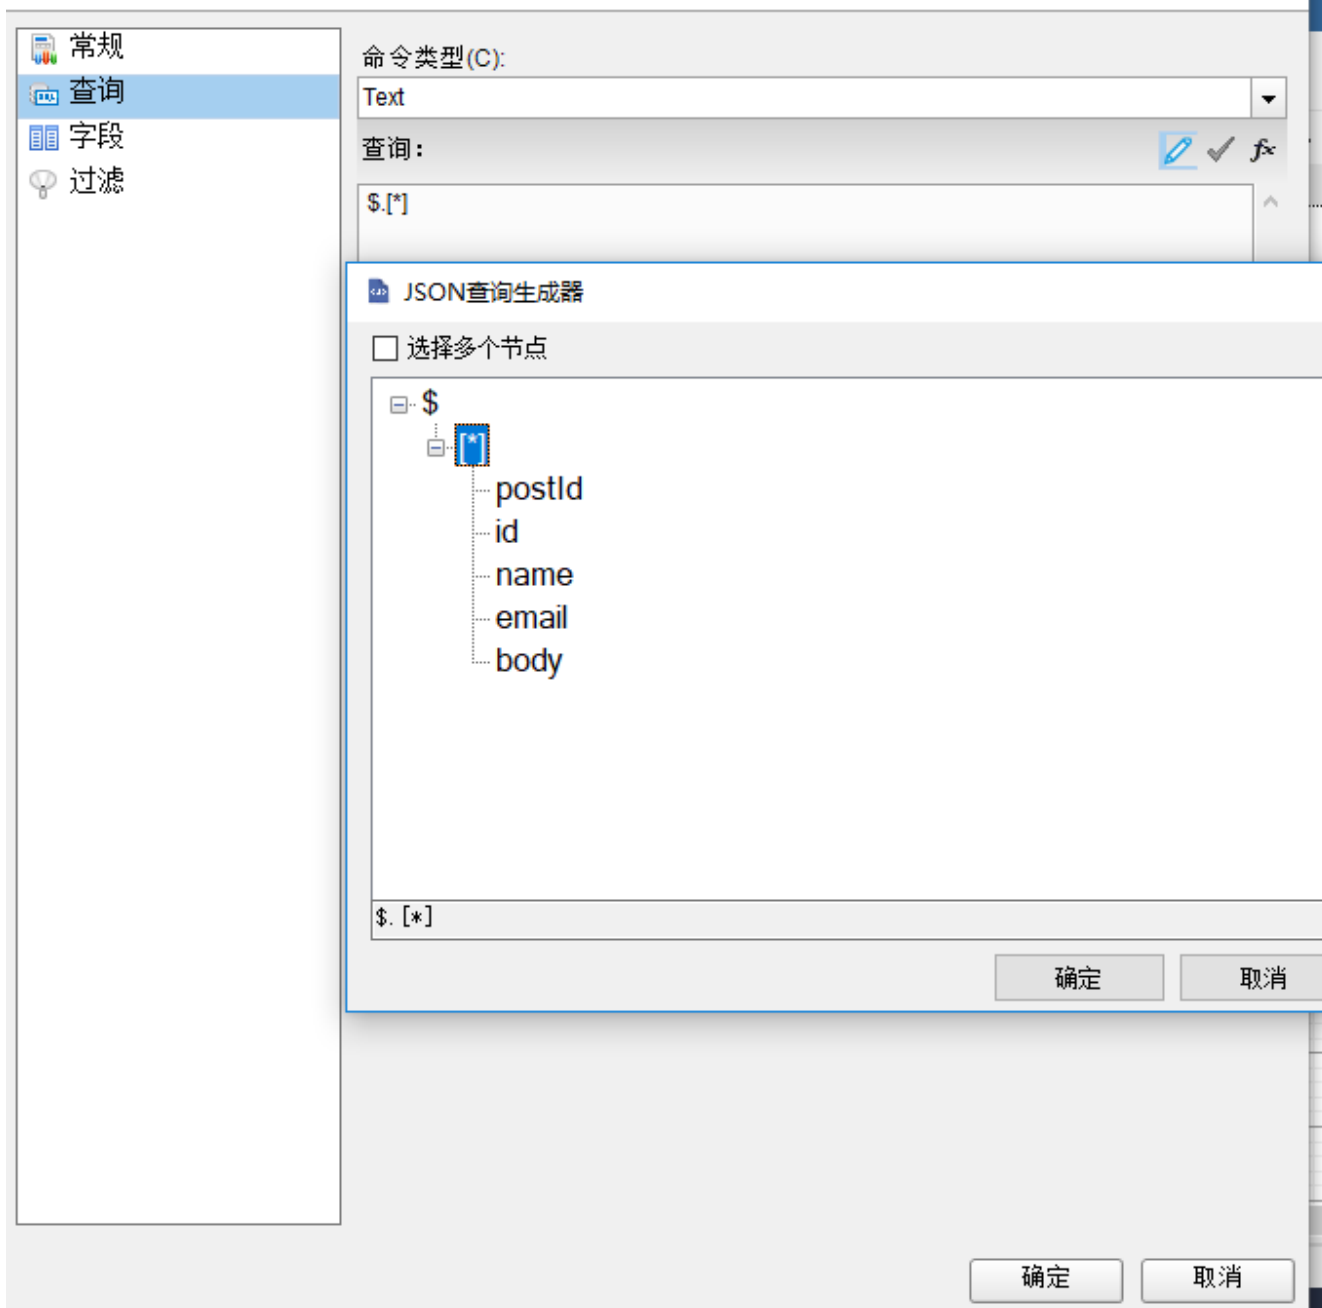 常规
查询
字段
过滤
命令类型(C):
Text
查询:
$.[*]
JSON查询生成器
选择多个节点
$
[*]
postId
id
name
email
body
$.[*]
确定
取消
确定
取消